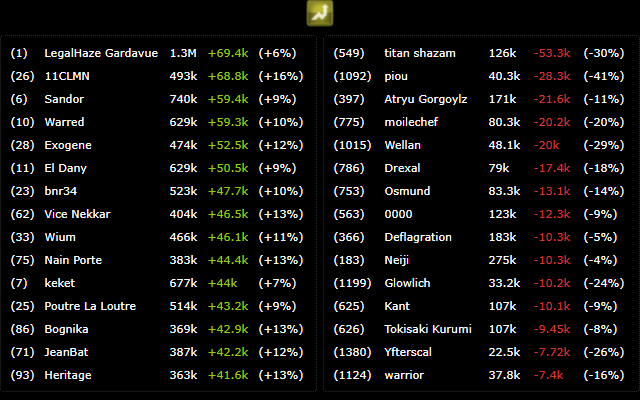 (1) LegalHaze Gardavue 1.3M +69.4k (+6%)
(26) 11CLMN 493k +68.8k (+16%)
(6) Sandor 740k +59.4k (+9%)
(10) Warred 629k +59.3k (+10%)
(28) Exogene 474k +52.5k (+12%)
(11) El Dany 629k +50.5k (+9%)
(23) bnr34 523k +47.7k (+10%)
(62) Vice Nekkar 404k +46.5k (+13%)
(33) Wium 466k +46.1k (+11%)
(75) Nain Porte 383k +44.4k (+13%)
(7) keket 677k +44k (+7%)
(25) Poutre La Loutre 514k +43.2k (+9%)
(86) Bognika 369k +42.9k (+13%)
(71) JeanBat 387k +42.2k (+12%)
(93) Heritage 363k +41.6k (+13%)
(549) titan shazam 126k -53.3k (-30%)
(1092) piou 40.3k -28.3k (-41%)
(397) Atryu Gorgoylz 171k -21.6k (-11%)
(775) moilechef 80.3k -20.2k (-20%)
(1015) Wellan 48.1k -20k (-29%)
(786) Drexal 79k -17.4k (-18%)
(753) Osmund 83.3k -13.1k (-14%)
(563) 0000 123k -12.3k (-9%)
(366) Deflagration 183k -10.3k (-5%)
(183) Neiji 275k -10.3k (-4%)
(1199) Glowlich 33.2k -10.2k (-24%)
(625) Kant 107k -10.1k (-9%)
(626) Tokisaki Kurumi 107k -9.45k (-8%)
(1380) Yfterscal 22.5k -7.72k (-26%)
(1124) warrior 37.8k -7.4k (-16%)